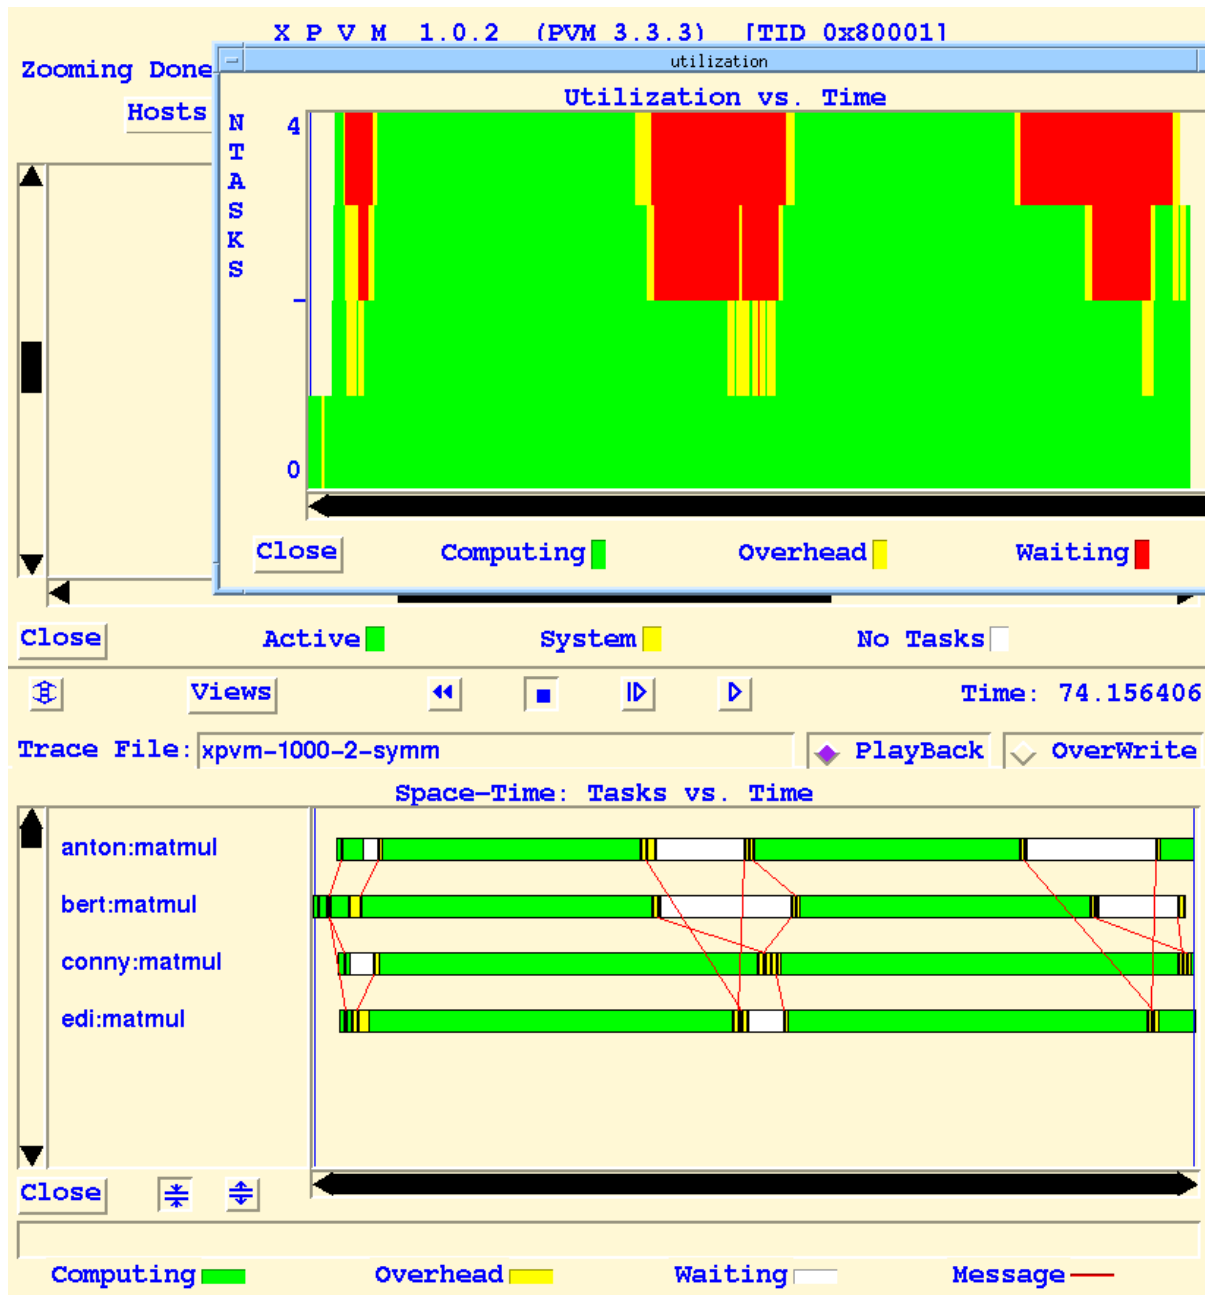 X P V M 1.0.2 (PVM 3.3.3) [TID 0x80001]
Zooming Done
utilization
Hosts
Utilization vs. Time
NTASKS
4
0
Close Computing Overhead Waiting
Close Active System No Tasks
Views Time: 74.156406
Trace File: xpvm-1000-2-symm PlayBack OverWrite
Space-Time: Tasks vs. Time
anton:matmul
bert:matmul
conny:matmul
edi:matmul
Close
Computing Overhead Waiting Message